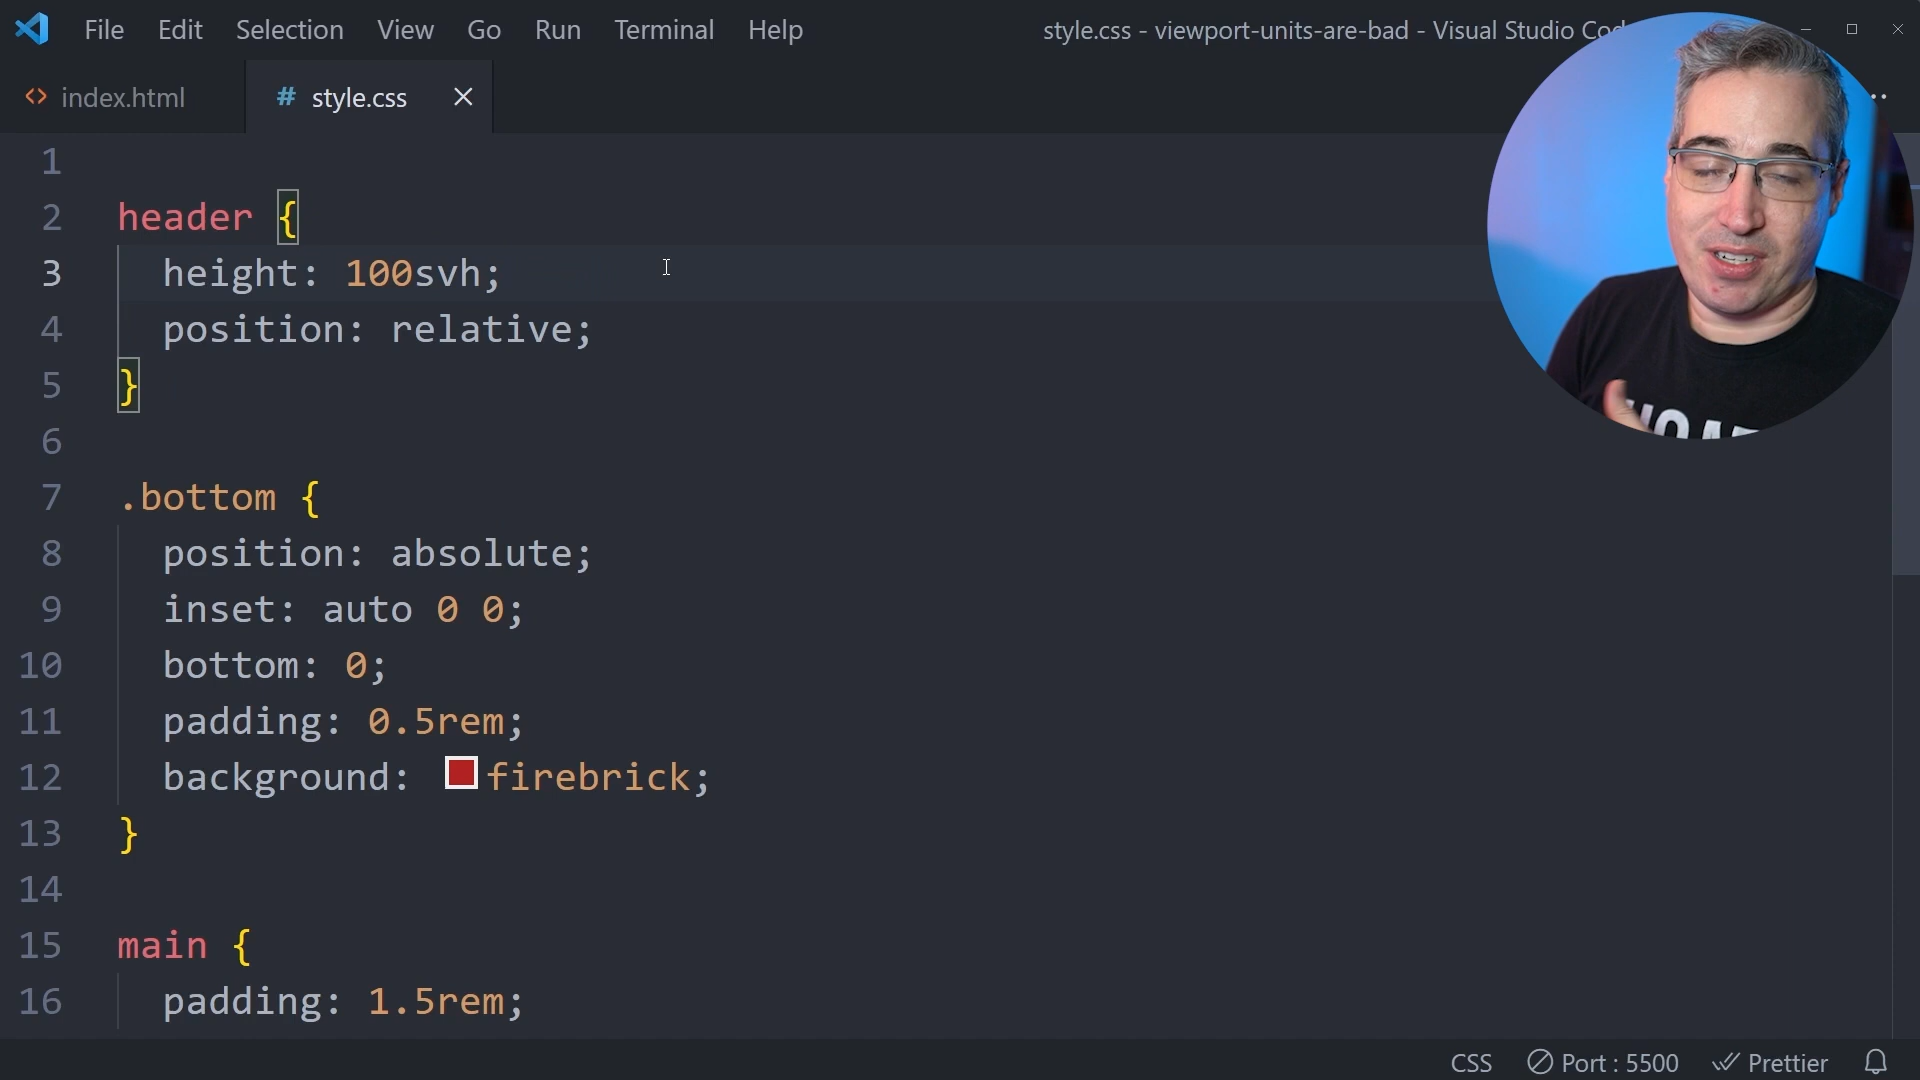 File Edit Selection View Go Run Terminal Help style.css - viewport-units-are-bad - Visual Studio
<> index.html # style.css
1
2 header {
3 height: 100svh;
4 position: relative;
5 }
6
7 .bottom {
8 position: absolute;
9 inset: auto 0 0;
10 bottom: 0;
11 padding: 0.5rem;
12 background: firebrick;
13 }
14
15 main {
16 padding: 1.5rem;
CSS Port : 5500 Prettier